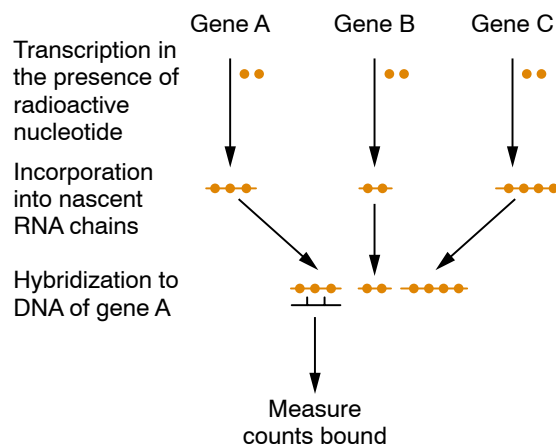 Gene A Gene B Gene C
Transcription in
the presence of
radioactive
nucleotide
Incorporation
into nascent
RNA chains
Hybridization to
DNA of gene A
Measure
counts bound